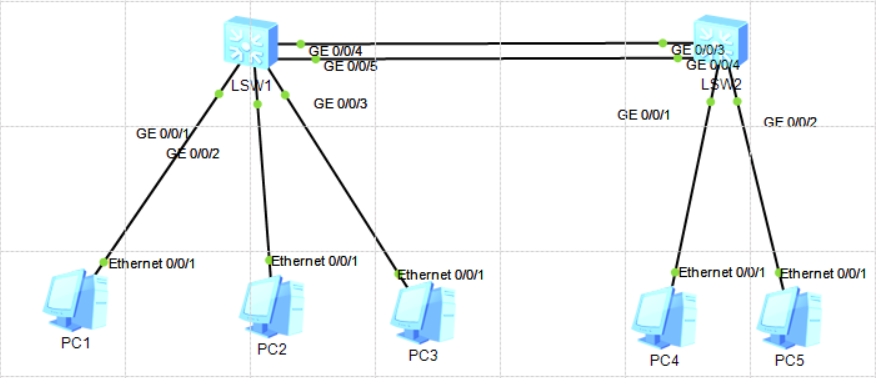 GE 0/0/4
GE 0/0/3
GE 0/0/5
GE 0/0/4
LSW1
LSW2
GE 0/0/3
GE 0/0/1
GE 0/0/2
GE 0/0/1
GE 0/0/2
Ethernet 0/0/1
Ethernet 0/0/1
Ethernet 0/0/1
Ethernet 0/0/1
Ethernet 0/0/1
PC1
PC2
PC3
PC4
PC5